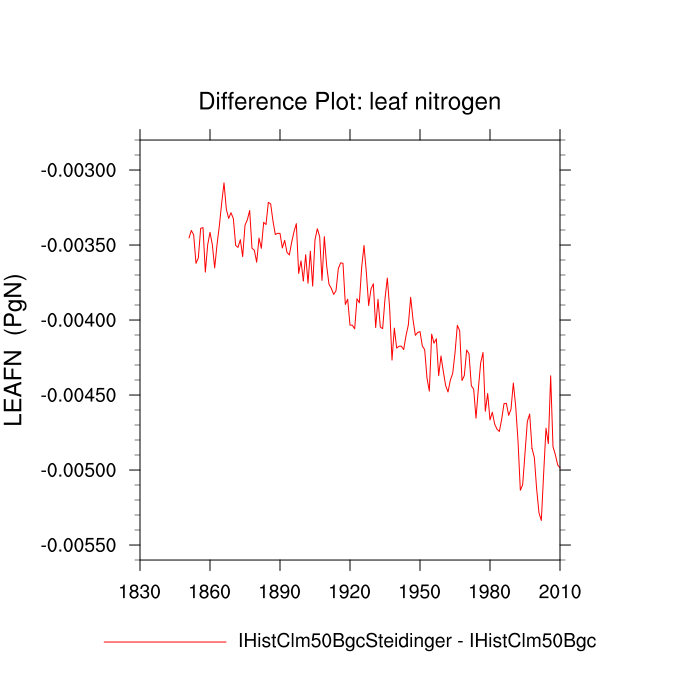 Difference Plot: leaf nitrogen
LEAFN (PgN)
-0.00300
-0.00350
-0.00400
-0.00450
-0.00500
-0.00550
1830 1860 1890 1920 1950 1980 2010
IHistClm50BgcSteidinger - IHistClm50Bgc